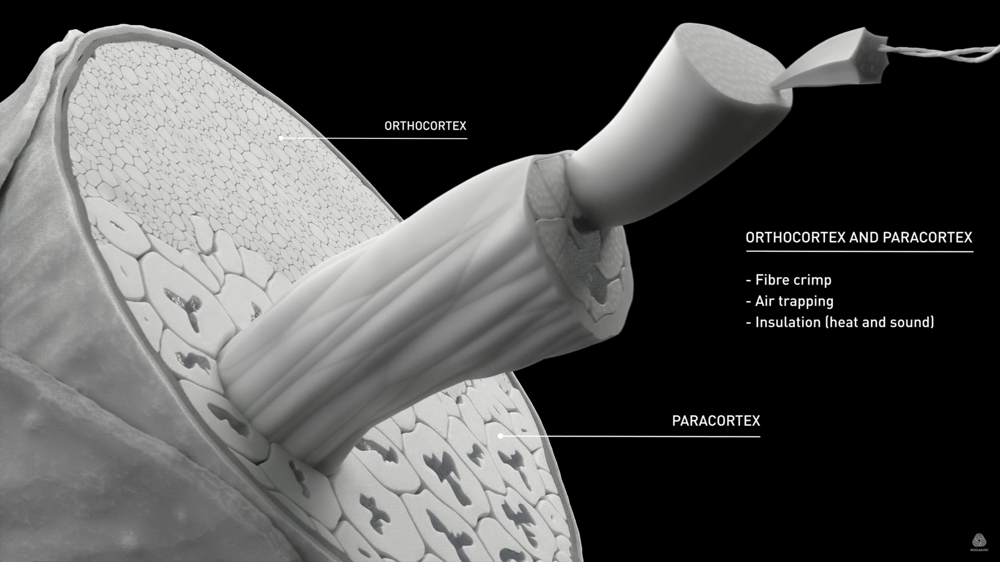 ORTHOCORTEX
ORTHOCORTEX AND PARACORTEX
- Fibre crimp
- Air trapping
- Insulation (heat and sound)
PARACORTEX
WOOLMARK